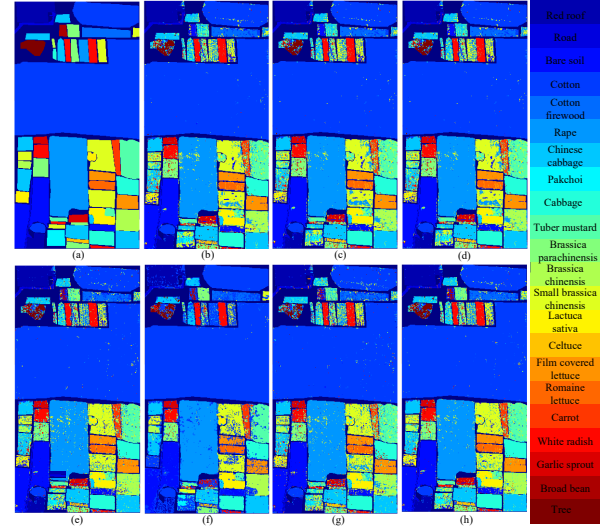 Red roof
Road
Bare soil
Cotton
Cotton
firewood
Rape
Chinese
cabbage
Pakchoi
Cabbage
Tuber mustard
Brassica
parachinensis
Brassica
chinensis
Small brassica
chinensis
Lactuca
sativa
Celtuce
Film covered
lettuce
Romaine
lettuce
Carrot
White radish
Garlic sprout
Broad bean
Tree
(a)
(b)
(c)
(d)
(e)
(f)
(g)
(h)